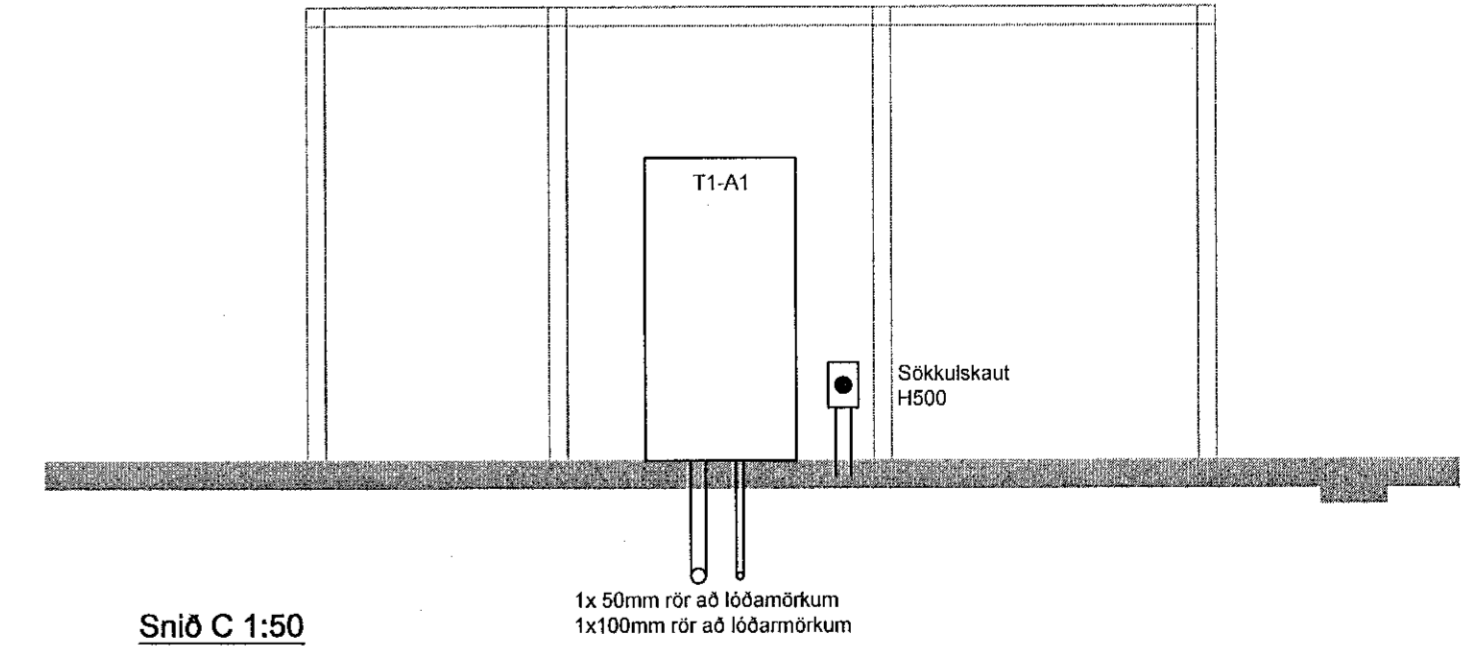 T1-A1
Sökkulskaut
H500
1x 50mm rör að lóðamörkum
1x100mm rör að lóðarmörkum
Snið C 1:50